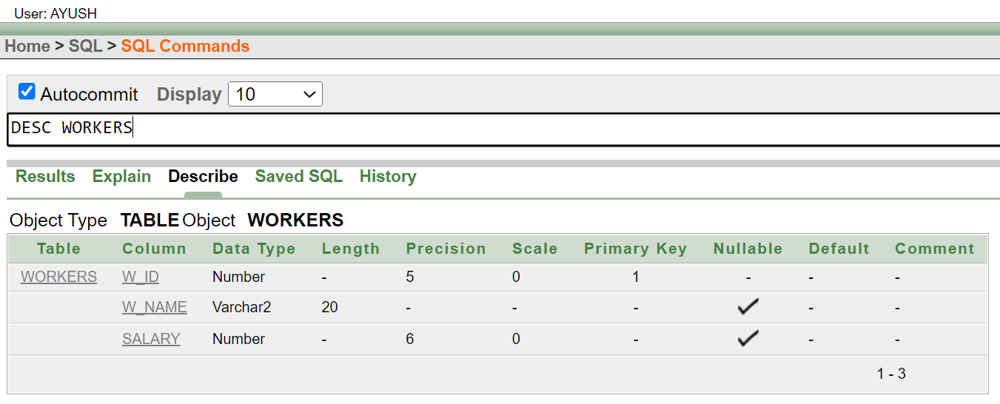 User: AYUSH
Home > SQL > SQL Commands
Autocommit Display 10
DESC WORKERS
Results Explain Describe Saved SQL History
Object Type TABLE Object WORKERS
Table Column Data Type Length Precision Scale Primary Key Nullable Default Comment
WORKERS W_ID Number - 5 0 1 - - -
W_NAME Varchar2 20 - - - ✓ - -
SALARY Number - 6 0 - ✓ - -
1 - 3